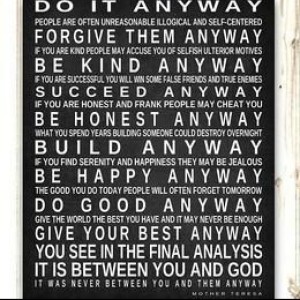 DO IT ANYWAY
PEOPLE ARE OFTEN UNREASONABLE ILLOGICAL AND SELF-CENTERED
FORGIVE THEM ANYWAY
IF YOU ARE KIND PEOPLE MAY ACCUSE YOU OF SELFISH ULTERIOR MOTIVES
BE KIND ANYWAY
IF YOU ARE SUCCESSFUL YOU WILL WIN SOME FALSE FRIENDS AND TRUE ENEMIES
SUCCEED ANYWAY
IF YOU ARE HONEST AND FRANK PEOPLE MAY CHEAT YOU
BE HONEST ANYWAY
WHAT YOU SPEND YEARS BUILDING SOMEONE COULD DESTROY OVERNIGHT
BUILD ANYWAY
IF YOU FIND SERENITY AND HAPPINESS THEY MAY BE JEALOUS
BE HAPPY ANYWAY
THE GOOD YOU DO TODAY PEOPLE WILL OFTEN FORGET TOMORROW
DO GOOD ANYWAY
GIVE THE WORLD THE BEST YOU HAVE AND IT MAY NEVER BE ENOUGH
GIVE YOUR BEST ANYWAY
YOU SEE IN THE FINAL ANALYSIS
IT IS BETWEEN YOU AND GOD
IT WAS NEVER BETWEEN YOU AND THEM ANYWAY
MOTHER TERESA